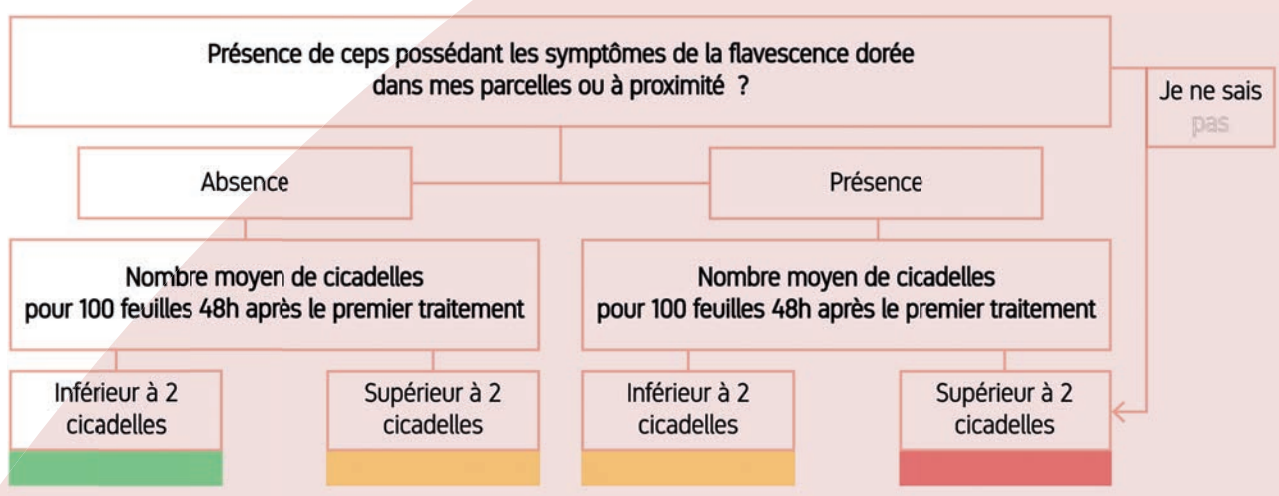 Présence de ceps possédant les symptômes de la flavescence dorée
dans mes parcelles ou à proximité ?
Je ne sais
pas
Absence
Présence
Nombre moyen de cicadelles
pour 100 feuilles 48h après le premier traitement
Nombre moyen de cicadelles
pour 100 feuilles 48h après le premier traitement
Inférieur à 2
cicadelles
Supérieur à 2
cicadelles
Inférieur à 2
cicadelles
Supérieur à 2
cicadelles